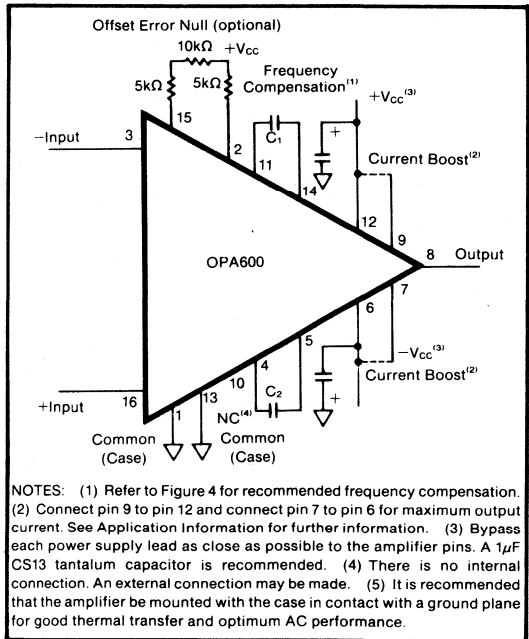 Offset Error Null (optional)
10kΩ
+Vcc
5kΩ
5kΩ
Frequency
Compensation(1)
+Vcc(3)
15
−Input
3
C1
+
2
11
Current Boost(2)
14
12
9
8
Output
OPA600
7
6
5
−Vcc(3)
4
Current Boost(2)
10
C2
+
13
+Input
16
1
NC(4)
Common
(Case)
Common
(Case)
NOTES: (1) Refer to Figure 4 for recommended frequency compensation.
(2) Connect pin 9 to pin 12 and connect pin 7 to pin 6 for maximum output
current. See Application Information for further information. (3) Bypass
each power supply lead as close as possible to the amplifier pins. A 1μF
CS13 tantalum capacitor is recommended. (4) There is no internal
connection. An external connection may be made. (5) It is recommended
that the amplifier be mounted with the case in contact with a ground plane
for good thermal transfer and optimum AC performance.